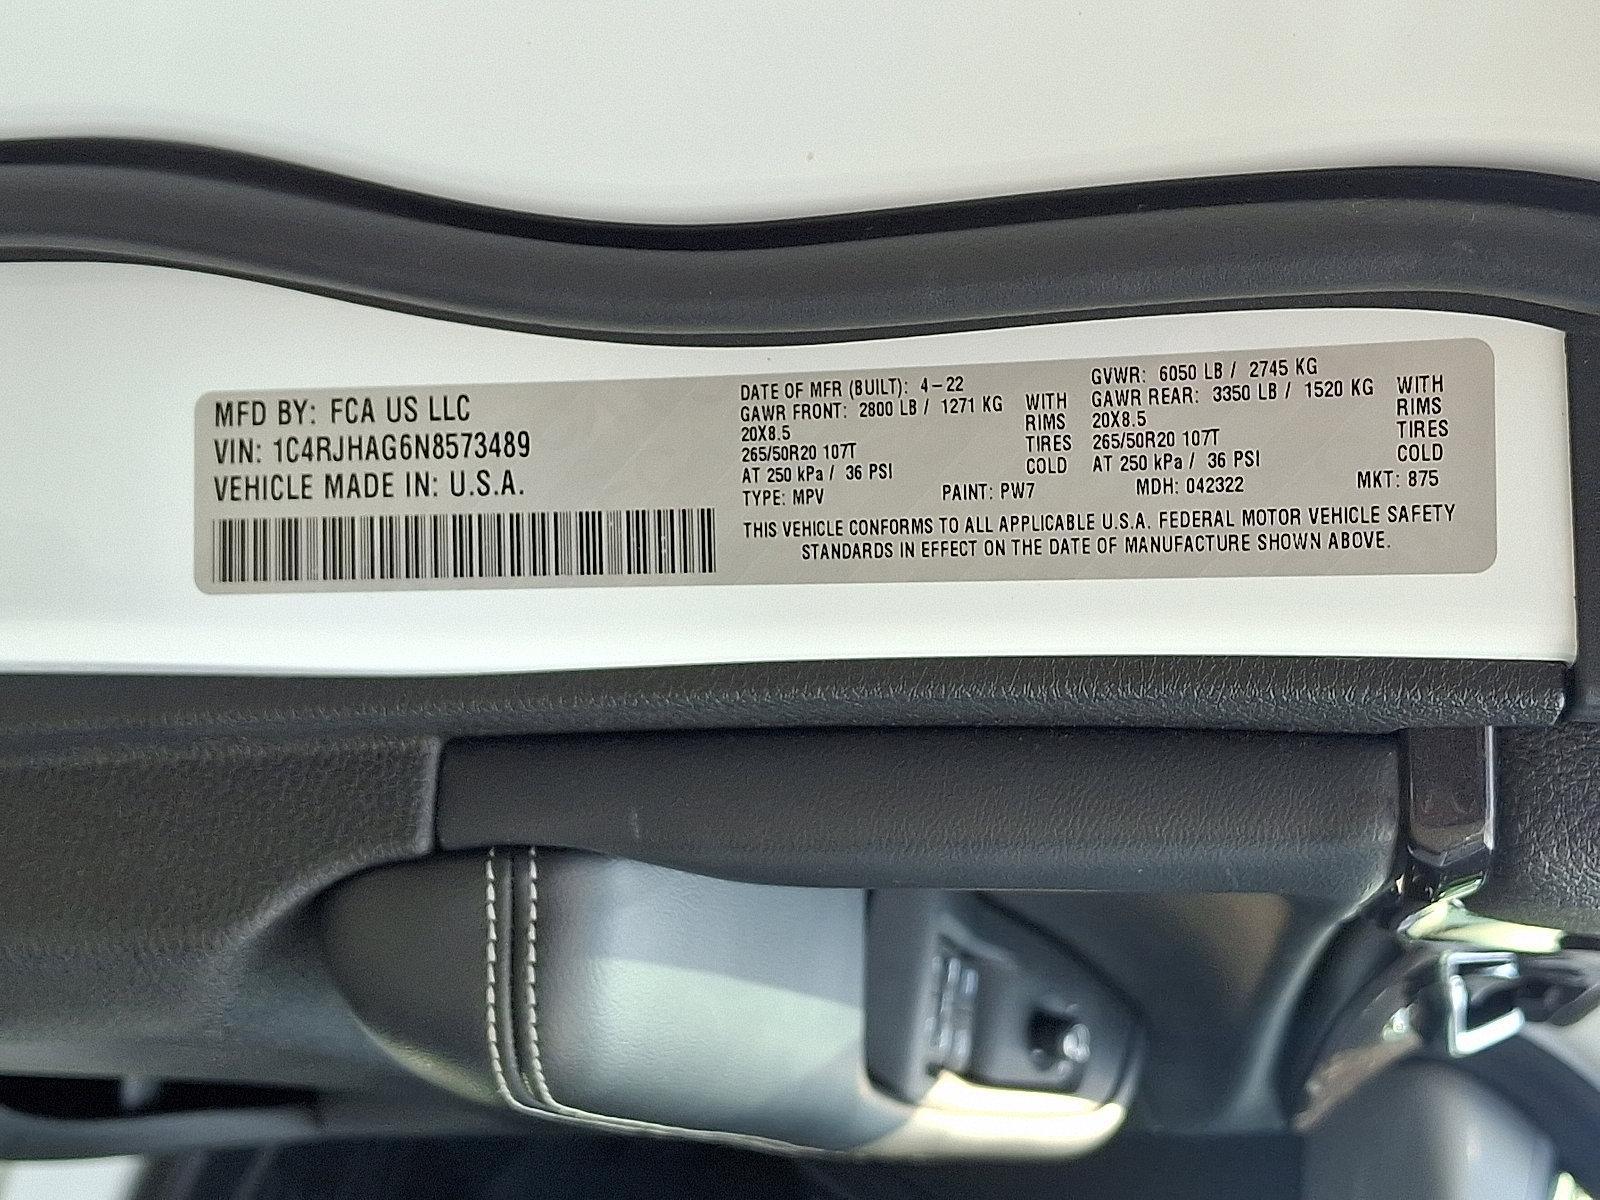 MFD BY: FCA US LLC
VIN: 1C4RJHAG6N8573489
VEHICLE MADE IN: U.S.A.
DATE OF MFR (BUILT): 4-22
GAWR FRONT: 2800 LB / 1271 KG WITH
20X8.5 RIMS
265/50R20 107T TIRES
AT 250 kPa / 36 PSI COLD
GVWR: 6050 LB / 2745 KG
GAWR REAR: 3350 LB / 1520 KG WITH
20X8.5 RIMS
265/50R20 107T TIRES
AT 250 kPa / 36 PSI COLD
TYPE: MPV PAINT: PW7 MDH: 042322 MKT: 875
THIS VEHICLE CONFORMS TO ALL APPLICABLE U.S.A. FEDERAL MOTOR VEHICLE SAFETY
STANDARDS IN EFFECT ON THE DATE OF MANUFACTURE SHOWN ABOVE.